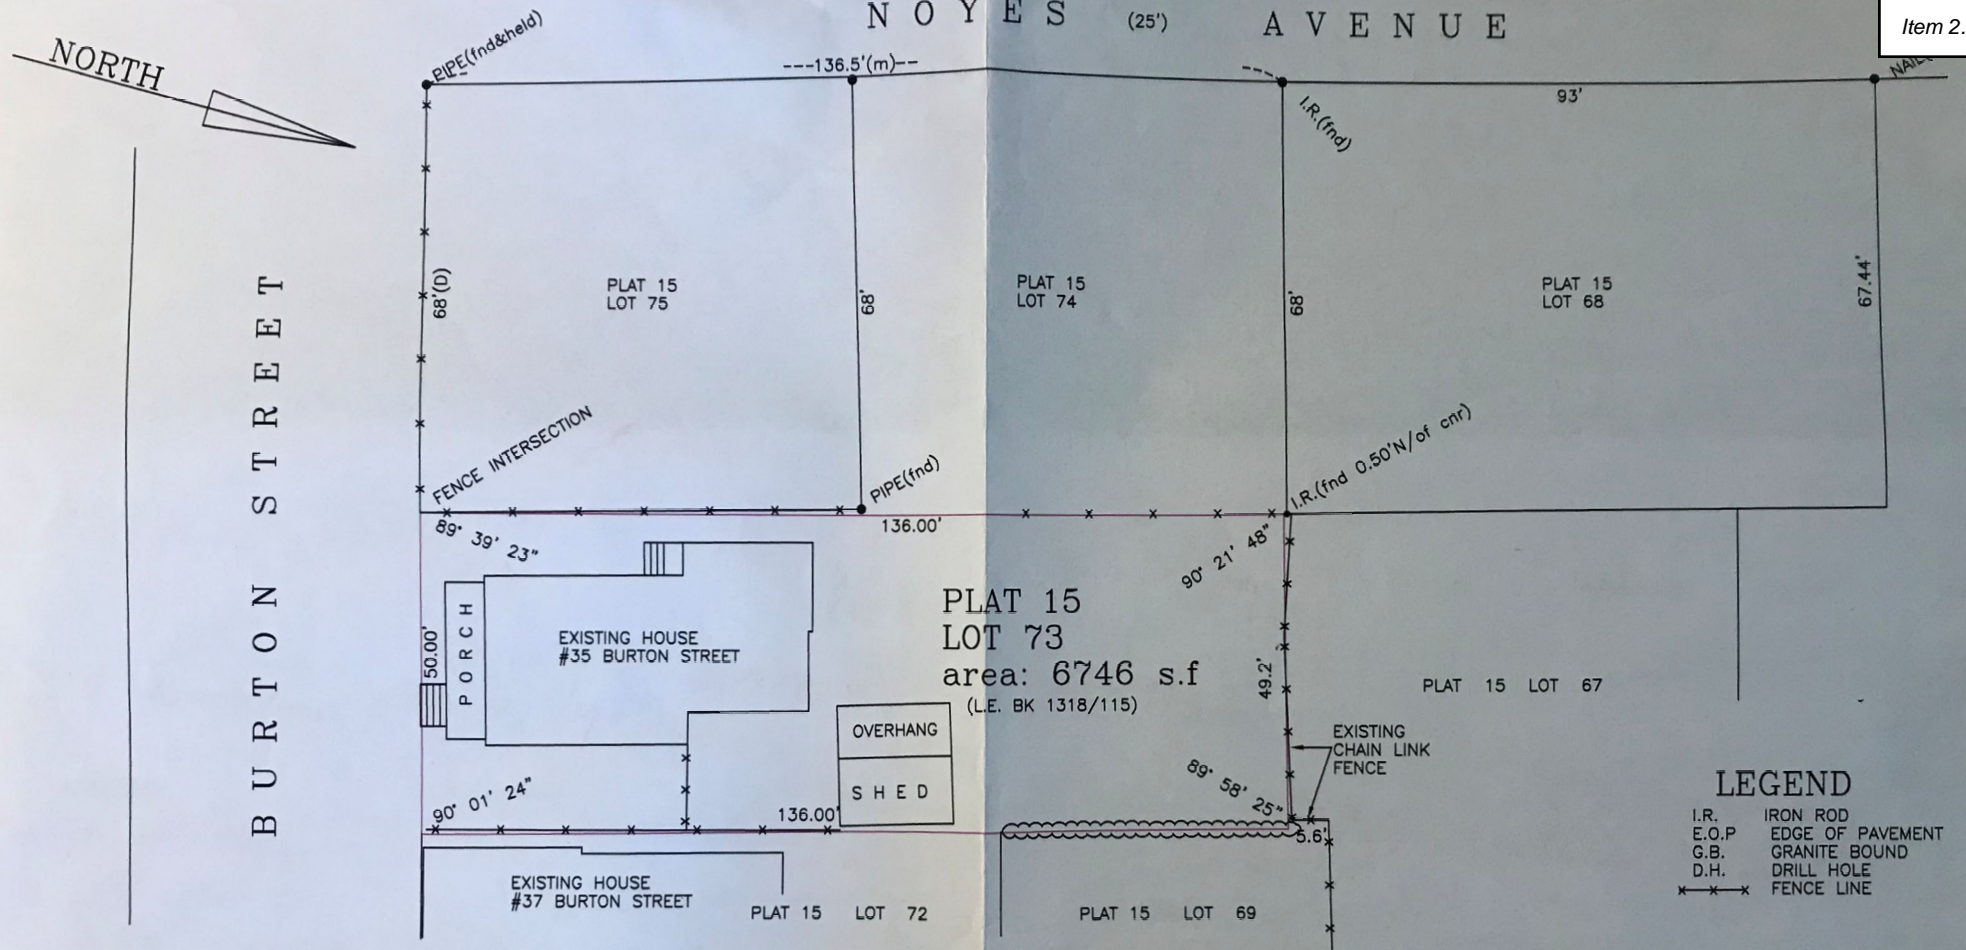 NOYES (25') AVENUE
Item 2.
NORTH
PIPE(fnd&held)
---136.5'(m)--
I.R.(fnd)
93'
BURTON STREET
68'(D)
PLAT 15
LOT 75
68'
PLAT 15
LOT 74
68'
PLAT 15
LOT 68
67.44'
FENCE INTERSECTION
PIPE(fnd)
I.R.(fnd 0.50'N/of cnr)
89° 39' 23"
136.00'
90° 21' 48"
50.00'
PORCH
EXISTING HOUSE
#35 BURTON STREET
PLAT 15
LOT 73
area: 6746 s.f
(L.E. BK 1318/115)
49.2'
PLAT 15 LOT 67
OVERHANG
SHED
EXISTING
CHAIN LINK
FENCE
90° 01' 24"
136.00'
89° 58' 25"
5.6'
EXISTING HOUSE
#37 BURTON STREET
PLAT 15 LOT 72
PLAT 15 LOT 69
LEGEND
I.R. IRON ROD
E.O.P EDGE OF PAVEMENT
G.B. GRANITE BOUND
D.H. DRILL HOLE
FENCE LINE